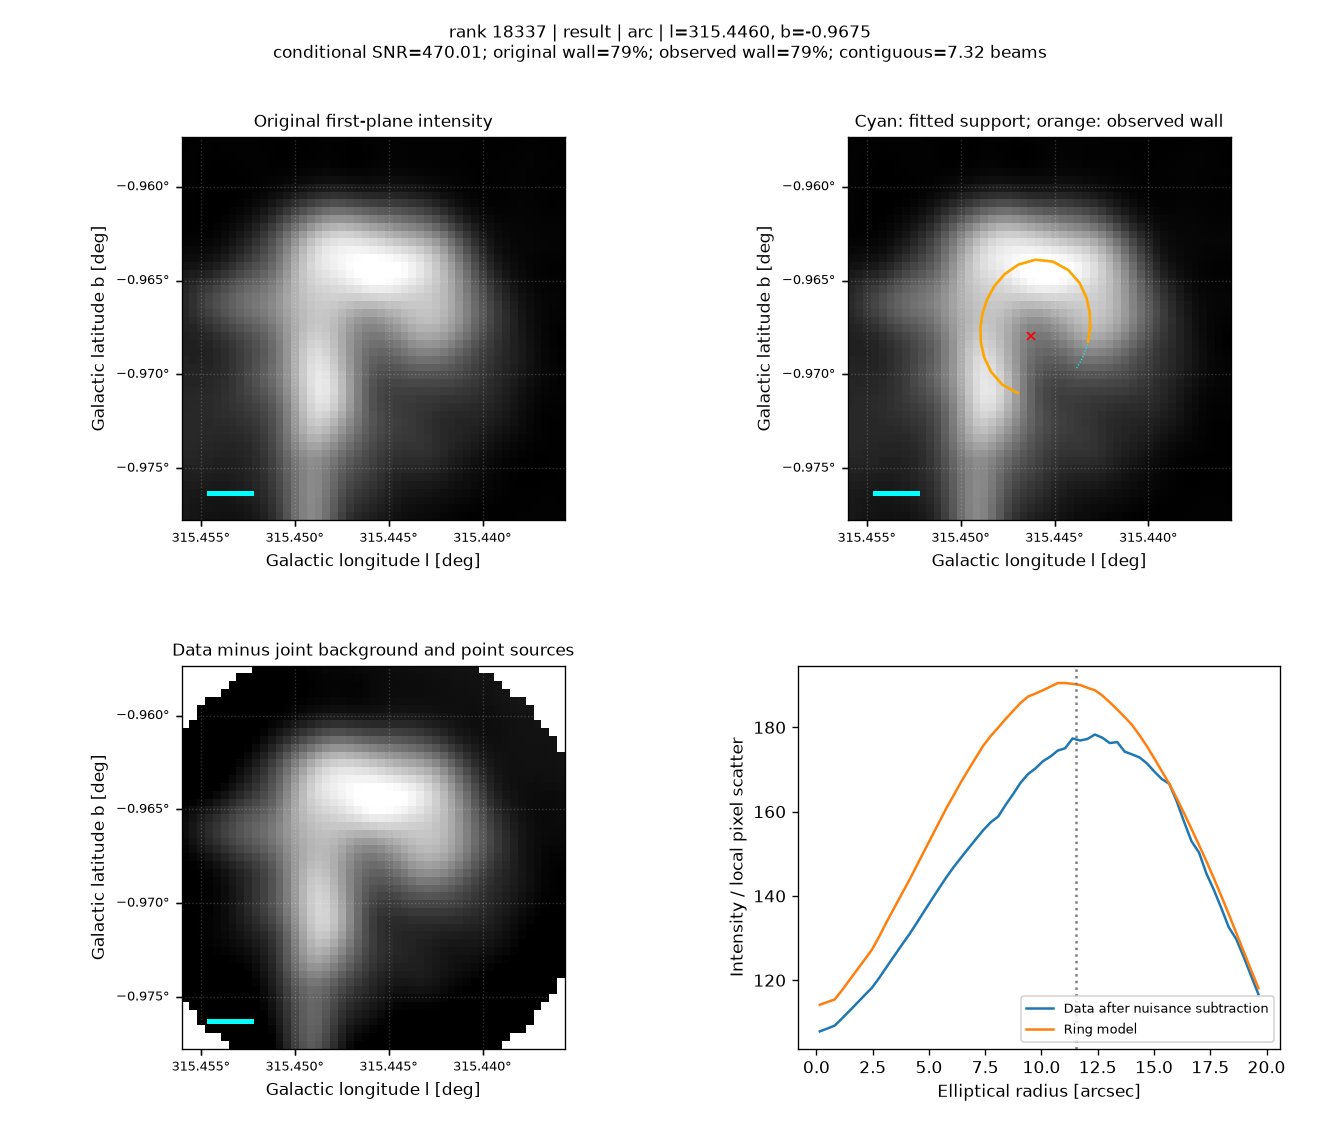 rank 18337 | result | arc | l=315.4460, b=-0.9675
conditional SNR=470.01; original wall=79%; observed wall=79%; contiguous=7.32 beams
Original first-plane intensity
−0.960°
−0.965°
−0.970°
−0.975°
Galactic latitude b [deg]
315.455°
315.450°
315.445°
315.440°
Galactic longitude l [deg]
Cyan: fitted support; orange: observed wall
−0.960°
−0.965°
−0.970°
−0.975°
Galactic latitude b [deg]
315.455°
315.450°
315.445°
315.440°
Galactic longitude l [deg]
Data minus joint background and point sources
−0.960°
−0.965°
−0.970°
−0.975°
Galactic latitude b [deg]
315.455°
315.450°
315.445°
315.440°
Galactic longitude l [deg]
180
160
140
120
Intensity / local pixel scatter
Data after nuisance subtraction
Ring model
0.0
2.5
5.0
7.5
10.0
12.5
15.0
17.5
20.0
Elliptical radius [arcsec]